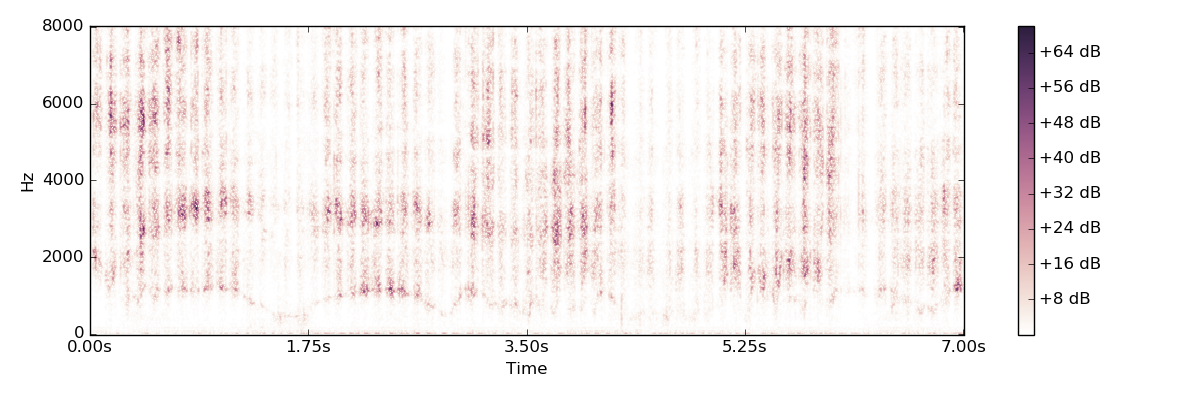 8000
6000
4000
2000
0
Hz
0.00s 1.75s 3.50s 5.25s 7.00s
Time
+64 dB
+56 dB
+48 dB
+40 dB
+32 dB
+24 dB
+16 dB
+8 dB